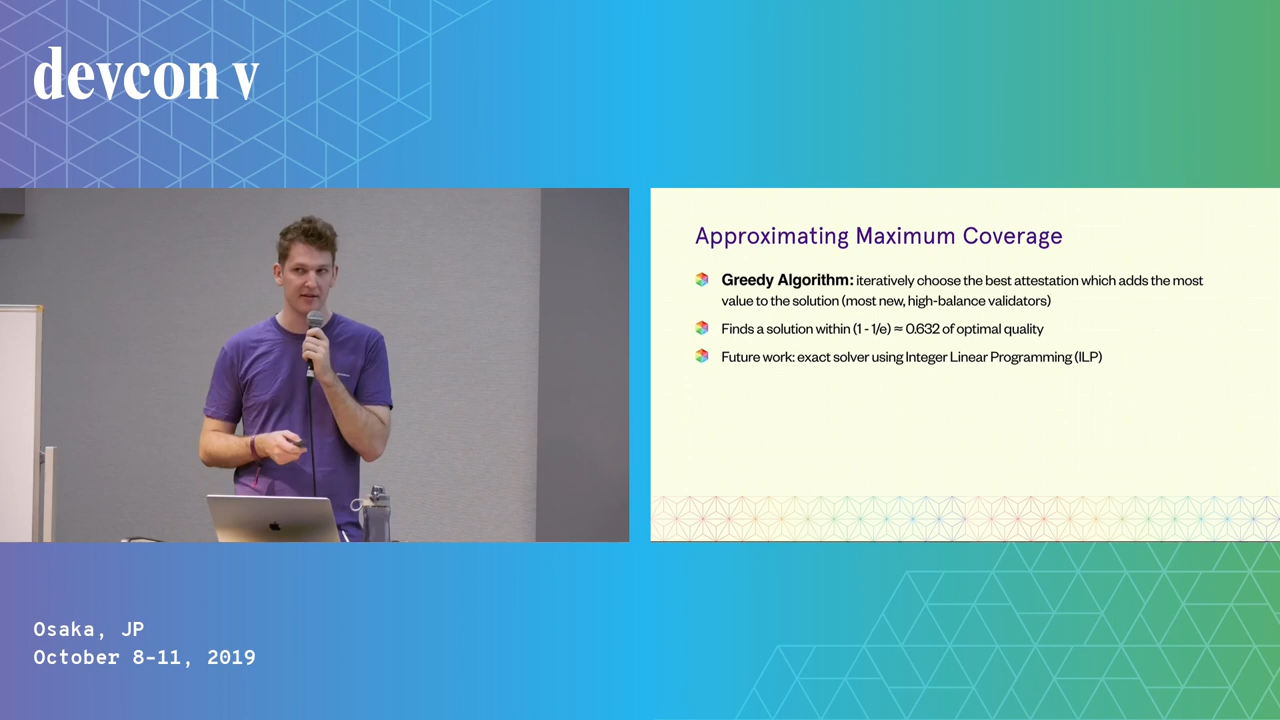 devcon v
Approximating Maximum Coverage
Greedy Algorithm: iteratively choose the best attestation which adds the most
value to the solution (most new, high-balance validators)
Finds a solution within (1 - 1/e) ≈ 0.632 of optimal quality
Future work: exact solver using Integer Linear Programming (ILP)
Osaka, JP
October 8-11, 2019